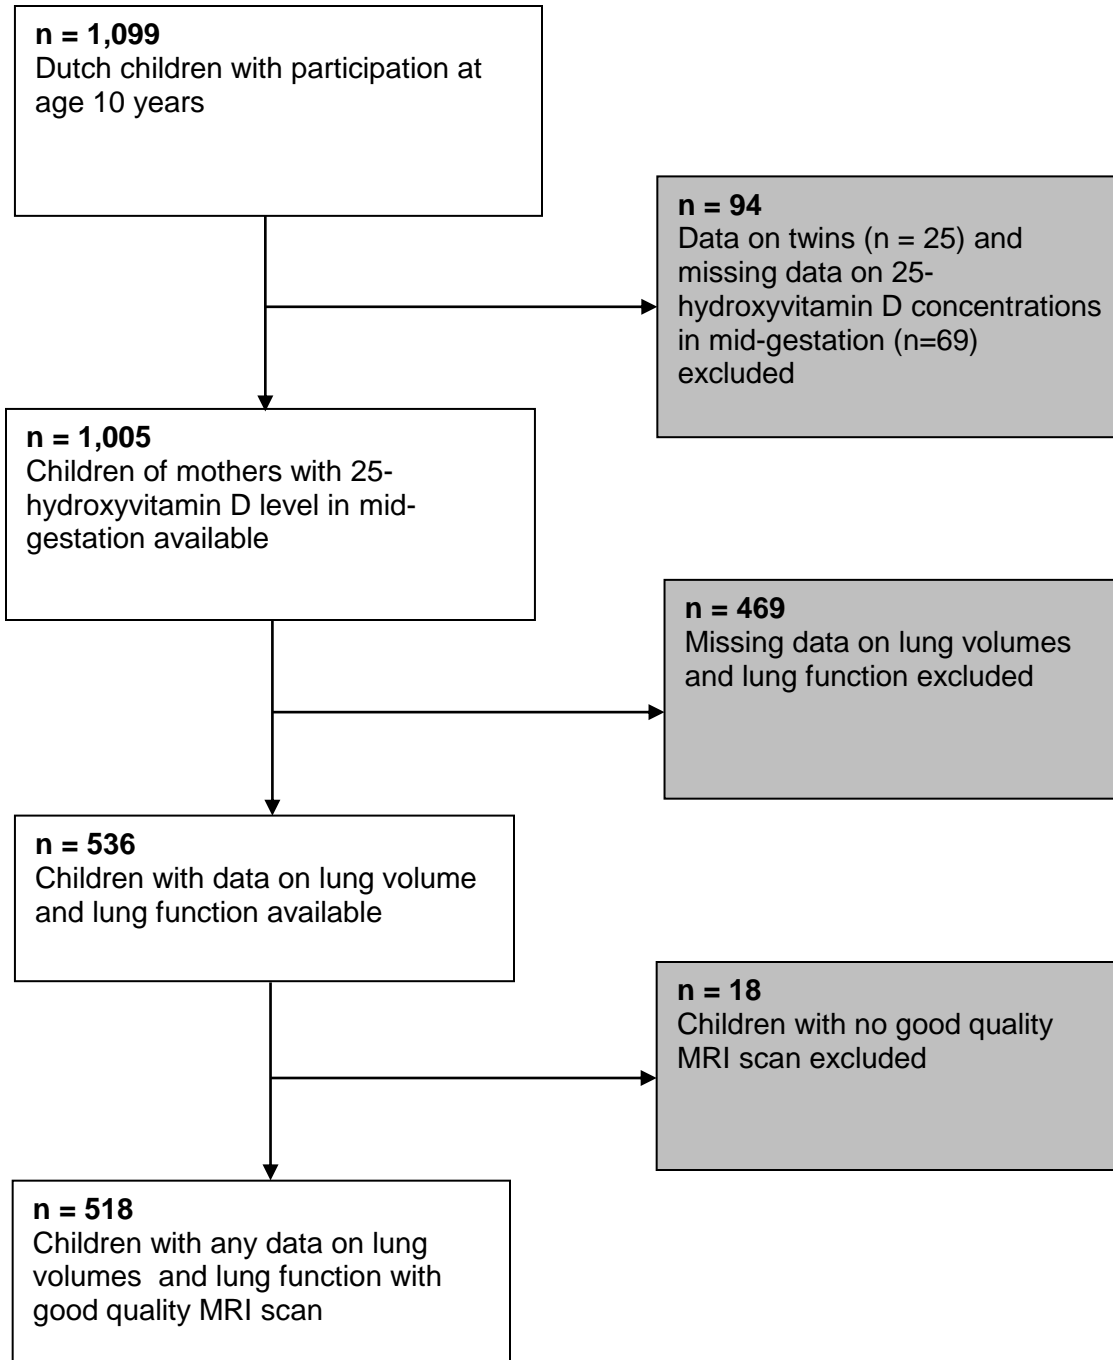 n = 1,099
Dutch children with participation at
age 10 years
n = 94
Data on twins (n = 25) and
missing data on 25-
hydroxyvitamin D concentrations
in mid-gestation (n=69)
excluded
n = 1,005
Children of mothers with 25-
hydroxyvitamin D level in mid-
gestation available
n = 469
Missing data on lung volumes
and lung function excluded
n = 536
Children with data on lung volume
and lung function available
n = 18
Children with no good quality
MRI scan excluded
n = 518
Children with any data on lung
volumes  and lung function with
good quality MRI scan